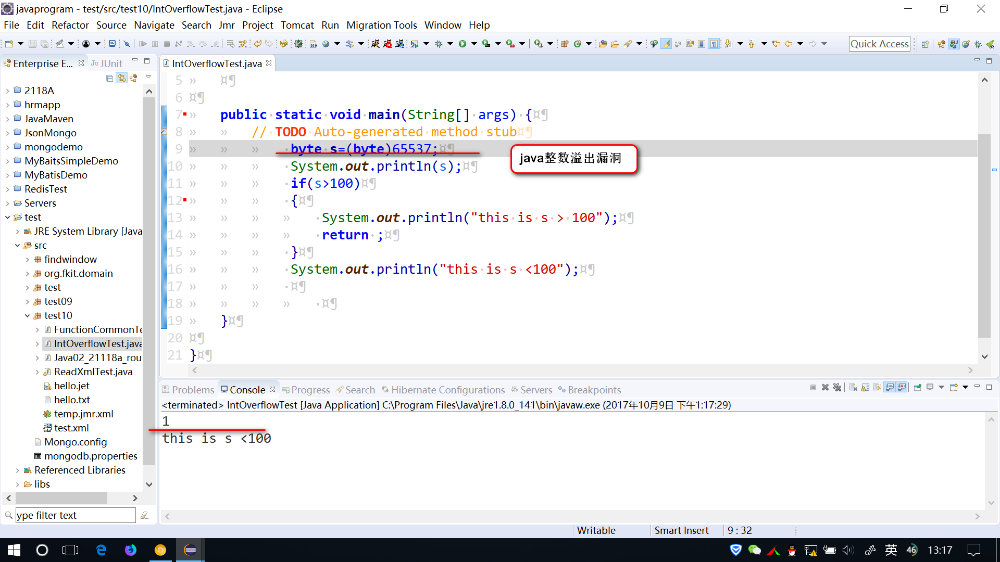 javaprogram - test/src/test10/IntOverflowTest.java - Eclipse
File Edit Refactor Source Navigate Search Jmr Project Tomcat Run Migration Tools Window Help
Quick Access
Enterprise E...
JUnit
IntOverflowTest.java
2118A
hrmapp
JavaMaven
JsonMongo
mongodemo
MyBaitsSimpleDemo
MyBatisDemo
RedisTest
Servers
test
JRE System Library [Java
src
findwindow
org.fkit.domain
test
test09
test10
FunctionCommonTe
IntOverflowTest.java
Java02_21118a_rou
ReadXmlTest.java
hello.jet
hello.txt
temp.jmr.xml
test.xml
Mongo.config
mongodb.properties
Referenced Libraries
libs
ype filter text
5
6
7 public static void main(String[] args) {
8 // TODO Auto-generated method stub
9 byte s=(byte)65537;
java整数溢出漏洞
10 System.out.println(s);
11 if(s>100)
12 {
13 System.out.println("this is s > 100");
14 return ;
15 }
16 System.out.println("this is s <100");
17
18
19 }
20
21 }
Problems Console Progress Search Hibernate Configurations Servers Breakpoints
<terminated> IntOverflowTest [Java Application] C:\Program Files\Java\jre1.8.0_141\bin\javaw.exe (2017年10月9日 下午1:17:29)
1
this is s <100
Writable Smart Insert 9 : 32
英 46 13:17